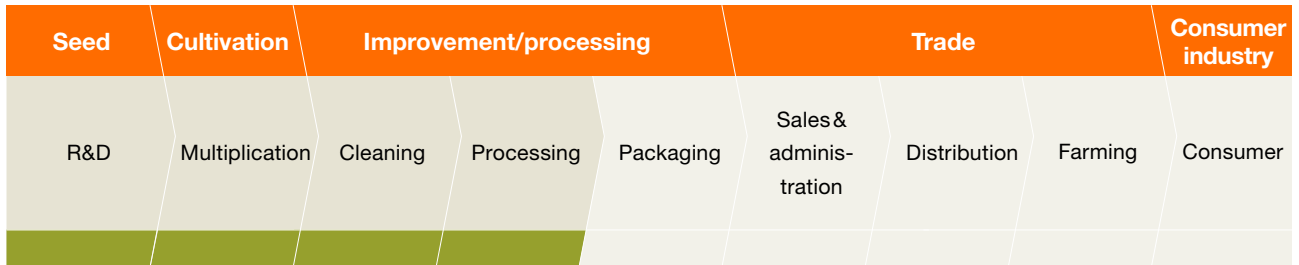 Seed
Cultivation
Improvement/processing
Trade
Consumer
industry
R&D
Multiplication
Cleaning
Processing
Packaging
Sales &
adminis-
tration
Distribution
Farming
Consumer